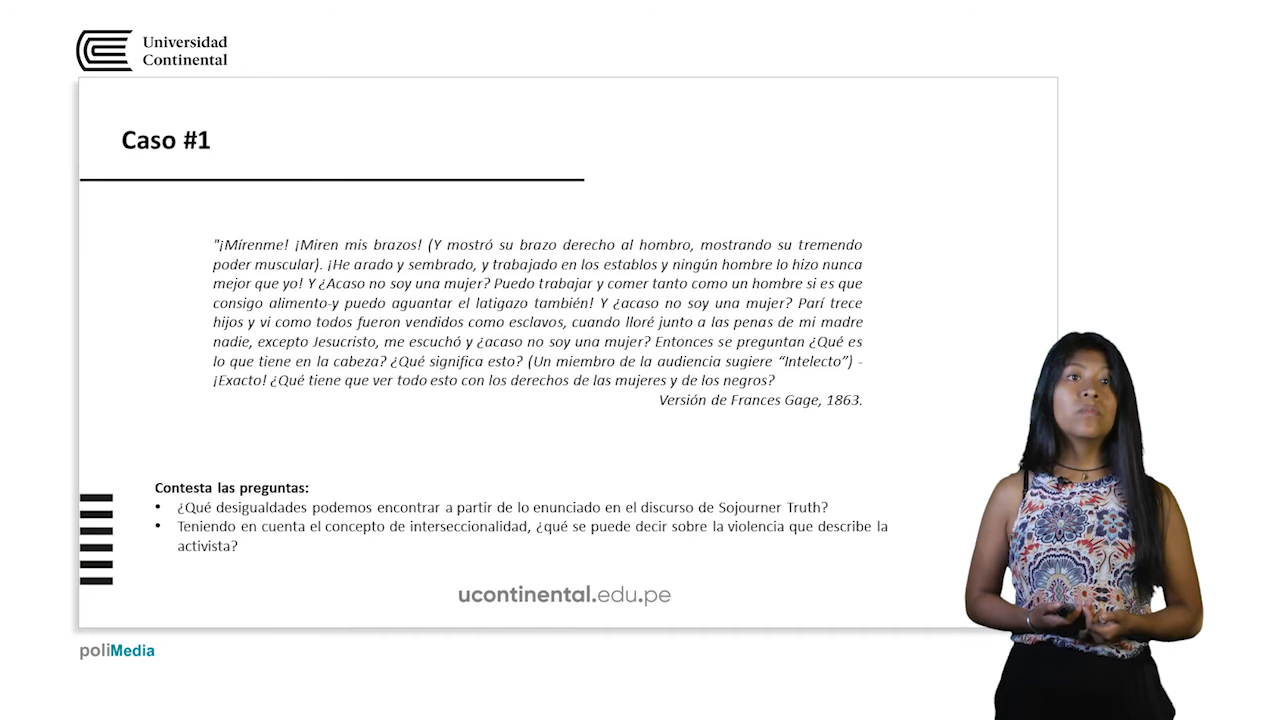 Universidad
Continental
Caso #1
"¡Mírenme! ¡Miren mis brazos! (Y mostró su brazo derecho al hombro, mostrando su tremendo
poder muscular). ¡He arado y sembrado, y trabajado en los establos y ningún hombre lo hizo nunca
mejor que yo! Y ¿Acaso no soy una mujer? Puedo trabajar y comer tanto como un hombre si es que
consigo alimento-y puedo aguantar el latigazo también! Y ¿acaso no soy una mujer? Parí trece
hijos y vi como todos fueron vendidos como esclavos, cuando lloré junto a las penas de mi madre
nadie, excepto Jesucristo, me escuchó y ¿acaso no soy una mujer? Entonces se preguntan ¿Qué es
lo que tiene en la cabeza? ¿Qué significa esto? (Un miembro de la audiencia sugiere “Intelecto”) -
¡Exacto! ¿Qué tiene que ver todo esto con los derechos de las mujeres y de los negros?
Versión de Frances Gage, 1863.
Contesta las preguntas:
• ¿Qué desigualdades podemos encontrar a partir de lo enunciado en el discurso de Sojourner Truth?
• Teniendo en cuenta el concepto de interseccionalidad, ¿qué se puede decir sobre la violencia que describe la
activista?
ucontinental.edu.pe
poliMedia